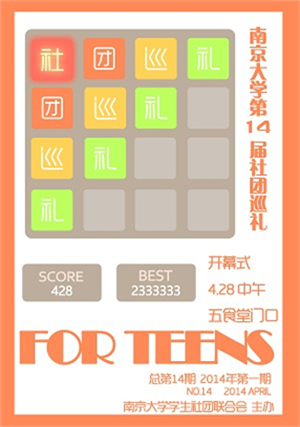 社 团 巡 礼
团 巡 礼
巡 礼
礼
南京大学第14届社团巡礼
SCORE
428
BEST
2333333
开幕式
4.28 中午
五食堂门口
FOR TEENS
总第14期 2014年第一期
NO.14 2014 APRIL
南京大学学生社团联合会 主办